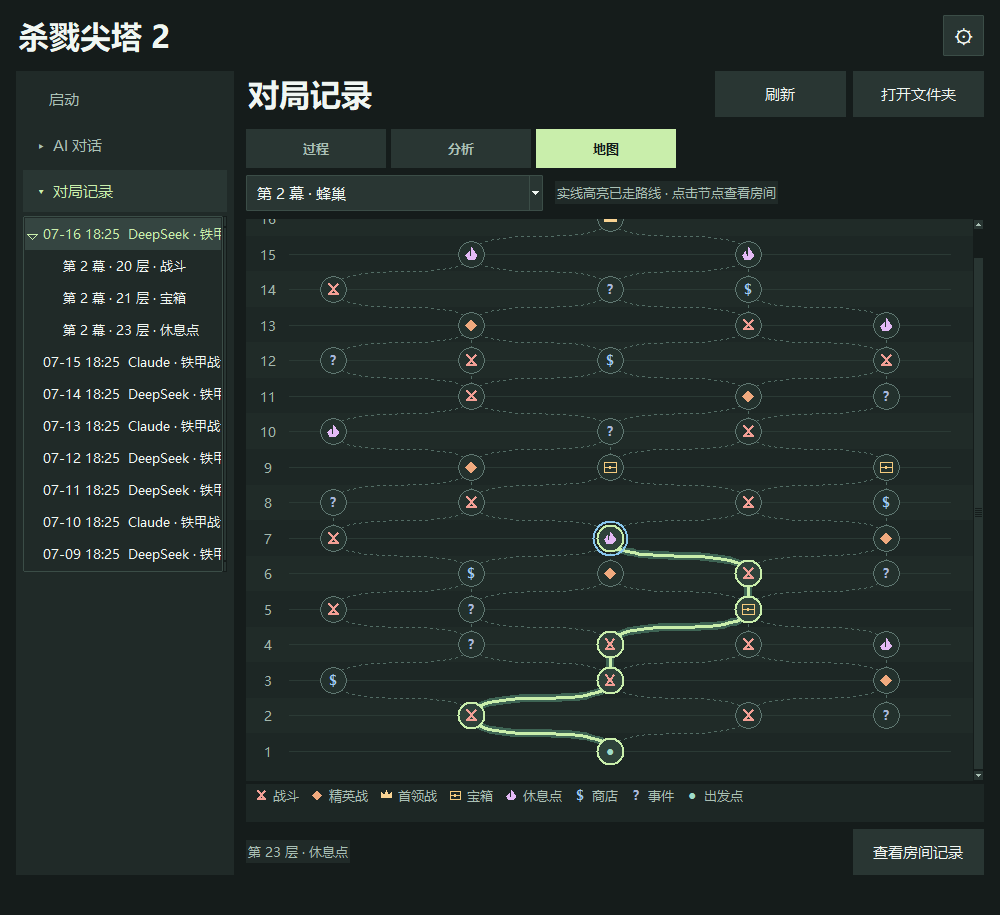 杀戮尖塔 2
启动
▸ AI 对话
▾ 对局记录
07-16 18:25 DeepSeek · 铁甲
第 2 幕 · 20 层 · 战斗
第 2 幕 · 21 层 · 宝箱
第 2 幕 · 23 层 · 休息点
07-15 18:25 Claude · 铁甲战
07-14 18:25 DeepSeek · 铁甲
07-13 18:25 Claude · 铁甲战
07-12 18:25 DeepSeek · 铁甲
07-11 18:25 DeepSeek · 铁甲
07-10 18:25 Claude · 铁甲战
07-09 18:25 DeepSeek · 铁甲
对局记录
刷新
打开文件夹
过程
分析
地图
第 2 幕 · 蜂巢
实线高亮已走路线 · 点击节点查看房间
16
15
14 ? $
13
12 ? $
11 ?
10 ?
9
8 ? $
7
6 $ ?
5 ?
4 ?
3 $
2 ?
1
战斗 精英战 首领战 宝箱 休息点 $ 商店 ? 事件 出发点
第 23 层 · 休息点
查看房间记录